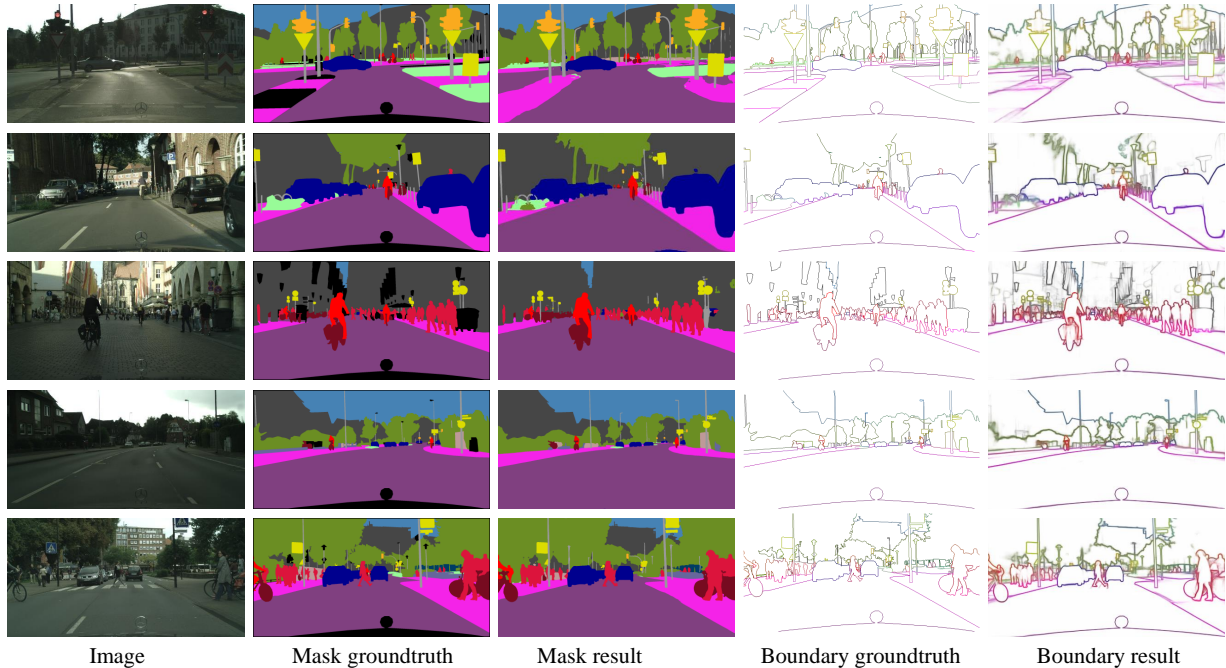 Image
Mask groundtruth
Mask result
Boundary groundtruth
Boundary result